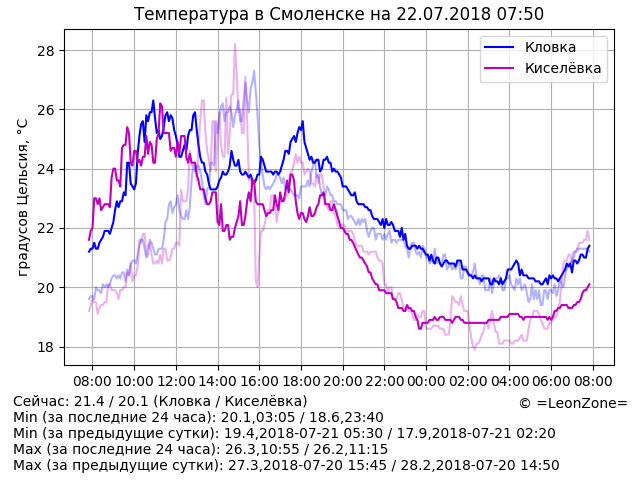 Температура в Смоленске на 22.07.2018 07:50
Кловка
Киселёвка
градусов Цельсия, °C
28
26
24
22
20
18
08:00 10:00 12:00 14:00 16:00 18:00 20:00 22:00 00:00 02:00 04:00 06:00 08:00
Сейчас: 21.4 / 20.1 (Кловка / Киселёвка)
© =LeonZone=
Min (за последние 24 часа): 20.1,03:05 / 18.6,23:40
Min (за предыдущие сутки): 19.4,2018-07-21 05:30 / 17.9,2018-07-21 02:20
Max (за последние 24 часа): 26.3,10:55 / 26.2,11:15
Max (за предыдущие сутки): 27.3,2018-07-20 15:45 / 28.2,2018-07-20 14:50